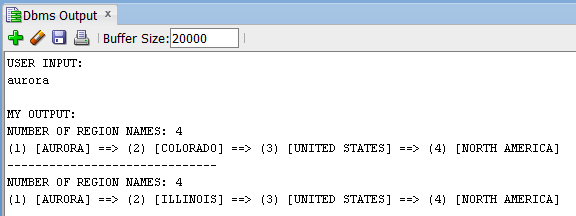 Dbms Output x
Buffer Size: 20000
USER INPUT:
aurora
MY OUTPUT:
NUMBER OF REGION NAMES: 4
(1) [AURORA] ==> (2) [COLORADO] ==> (3) [UNITED STATES] ==> (4) [NORTH AMERICA]
------------------------------
NUMBER OF REGION NAMES: 4
(1) [AURORA] ==> (2) [ILLINOIS] ==> (3) [UNITED STATES] ==> (4) [NORTH AMERICA]